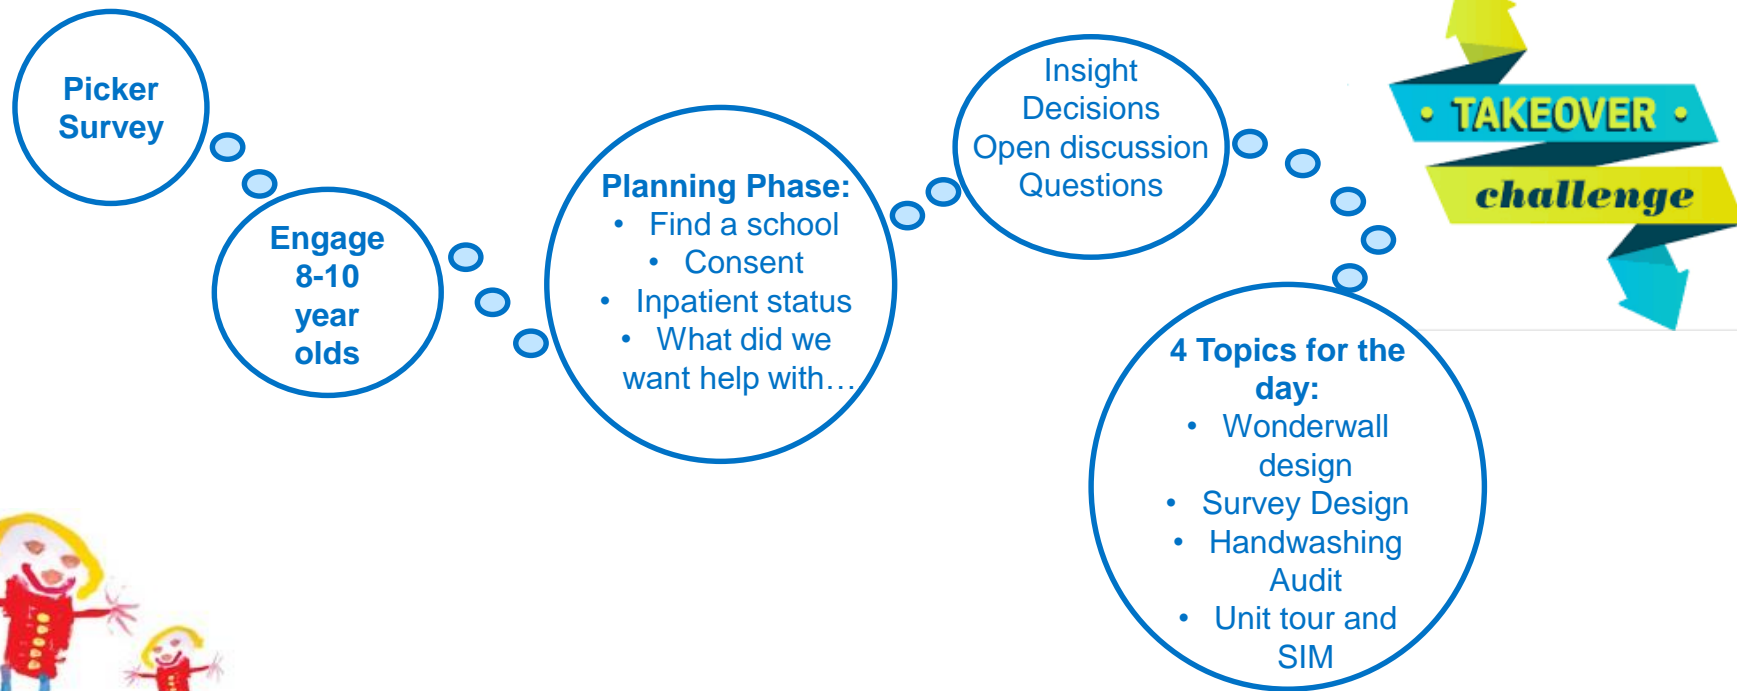 Picker
Survey
Engage
8-10
year
olds
Planning Phase:
• Find a school
• Consent
• Inpatient status
• What did we
want help with…
Insight
Decisions
Open discussion
Questions
• TAKEOVER •
challenge
4 Topics for the
day:
• Wonderwall
design
• Survey Design
• Handwashing
Audit
• Unit tour and
SIM